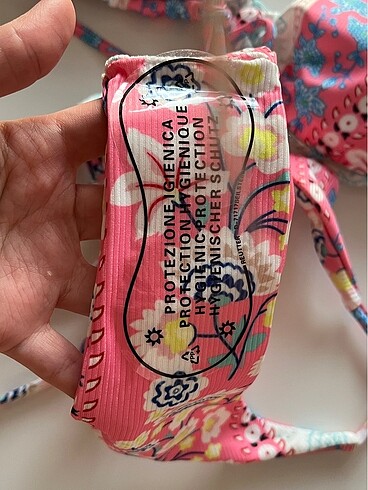 PROTEZIONE IGIENICA
PROTECTION HYGIENIQUE
HYGIENIC PROTECTION
HYGIENISCHER SCHUTZ